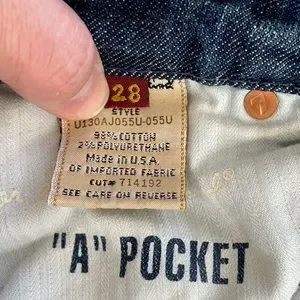 28
STYLE
U130AJ055U-055U
98%COTTON
2%POLYURETHANE
Made in U.S.A.
OF IMPORTED FABRIC
CUT# 714192
SEE CARE ON REVERSE
"A" POCKET